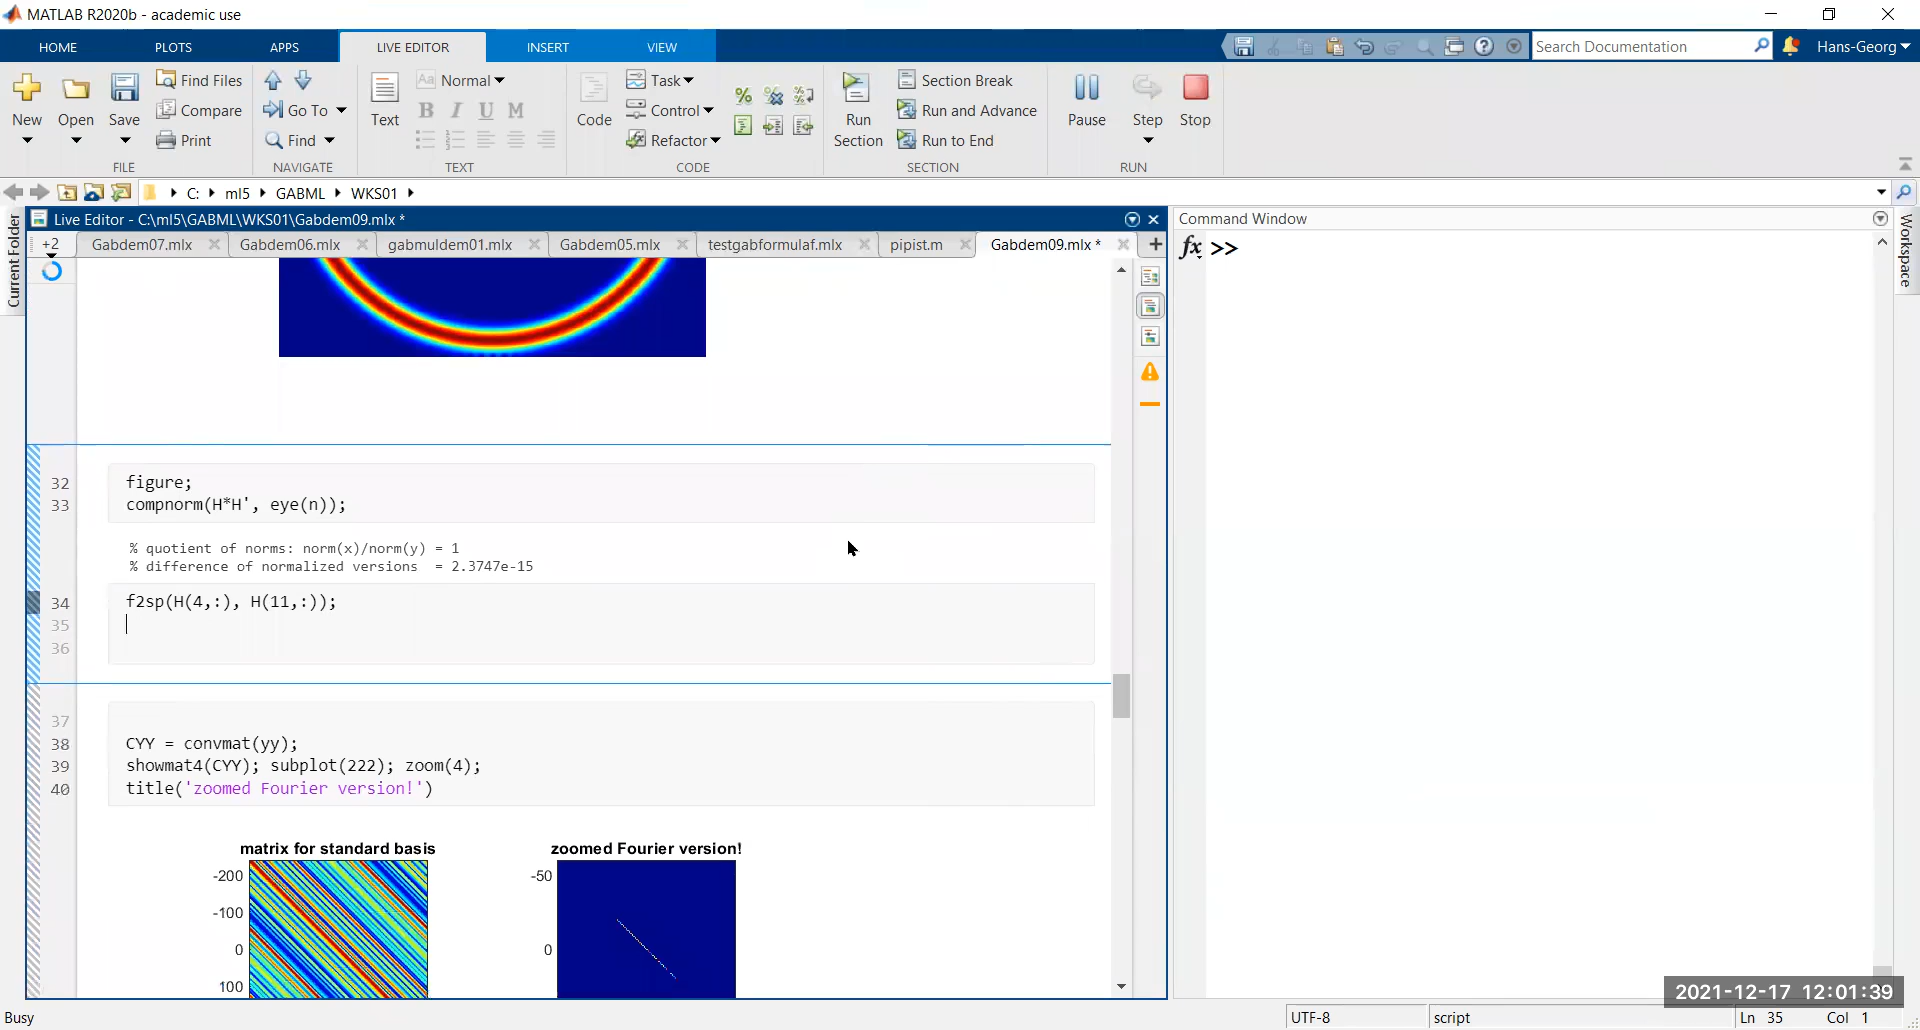 MATLAB R2020b - academic use
HOME PLOTS APPS LIVE EDITOR INSERT VIEW
Search Documentation
Hans-Georg
New
Open
Save
Find Files
Compare
Print
FILE
Go To
Find
NAVIGATE
Text
Aa Normal
B I U M
TEXT
Code
Task
Control
Refactor
CODE
Run
Section
Section Break
Run and Advance
Run to End
SECTION
Pause
Step
Stop
RUN
C: ml5 GABML WKS01
Current Folder
Live Editor - C:\ml5\GABML\WKS01\Gabdem09.mlx *
+2 Gabdem07.mlx Gabdem06.mlx gabmuldem01.mlx Gabdem05.mlx testgabformulaf.mlx pipist.m Gabdem09.mlx *
32 figure;
33 compnorm(H*H', eye(n));
% quotient of norms: norm(x)/norm(y) = 1
% difference of normalized versions = 2.3747e-15
34 f2sp(H(4,:), H(11,:));
35
36
37
38 CYY = convmat(yy);
39 showmat4(CYY); subplot(222); zoom(4);
40 title('zoomed Fourier version!')
matrix for standard basis
-200
-100
0
100
zoomed Fourier version!
-50
0
Command Window
fx >>
Workspace
2021-12-17 12:01:39
Busy
UTF-8
script
Ln 35 Col 1